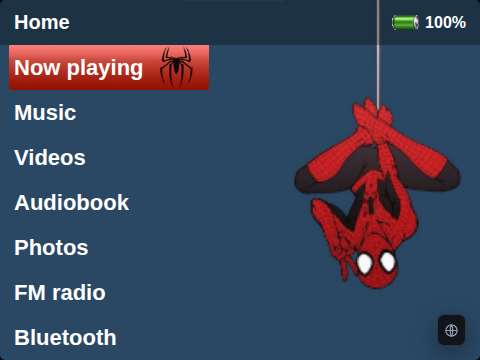 Home
100%
Now playing
Music
Videos
Audiobook
Photos
FM radio
Bluetooth